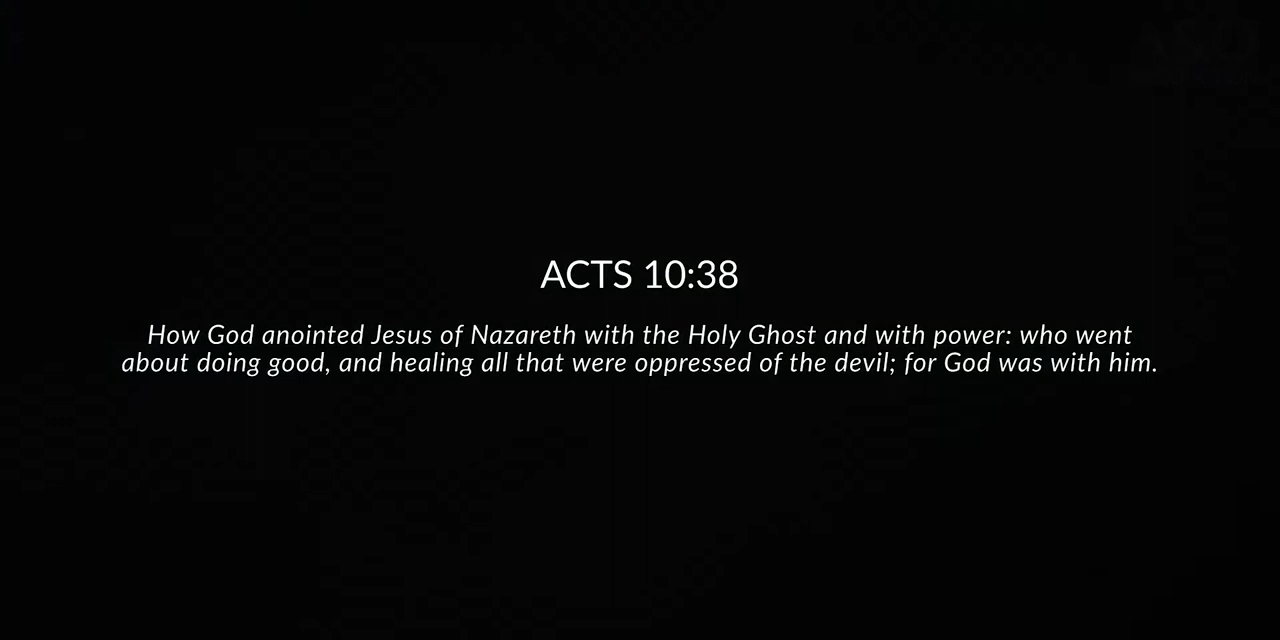 ACTS 10:38
How God anointed Jesus of Nazareth with the Holy Ghost and with power: who went
about doing good, and healing all that were oppressed of the devil; for God was with him.